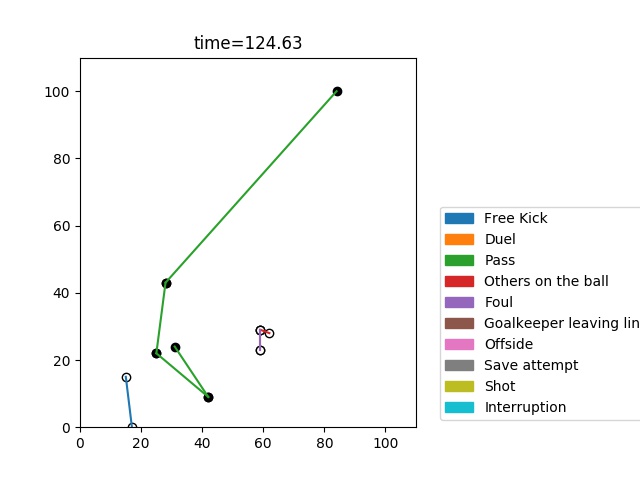 time=124.63
100
80
60
40
20
0
0 20 40 60 80 100
Free Kick
Duel
Pass
Others on the ball
Foul
Goalkeeper leaving lin
Offside
Save attempt
Shot
Interruption